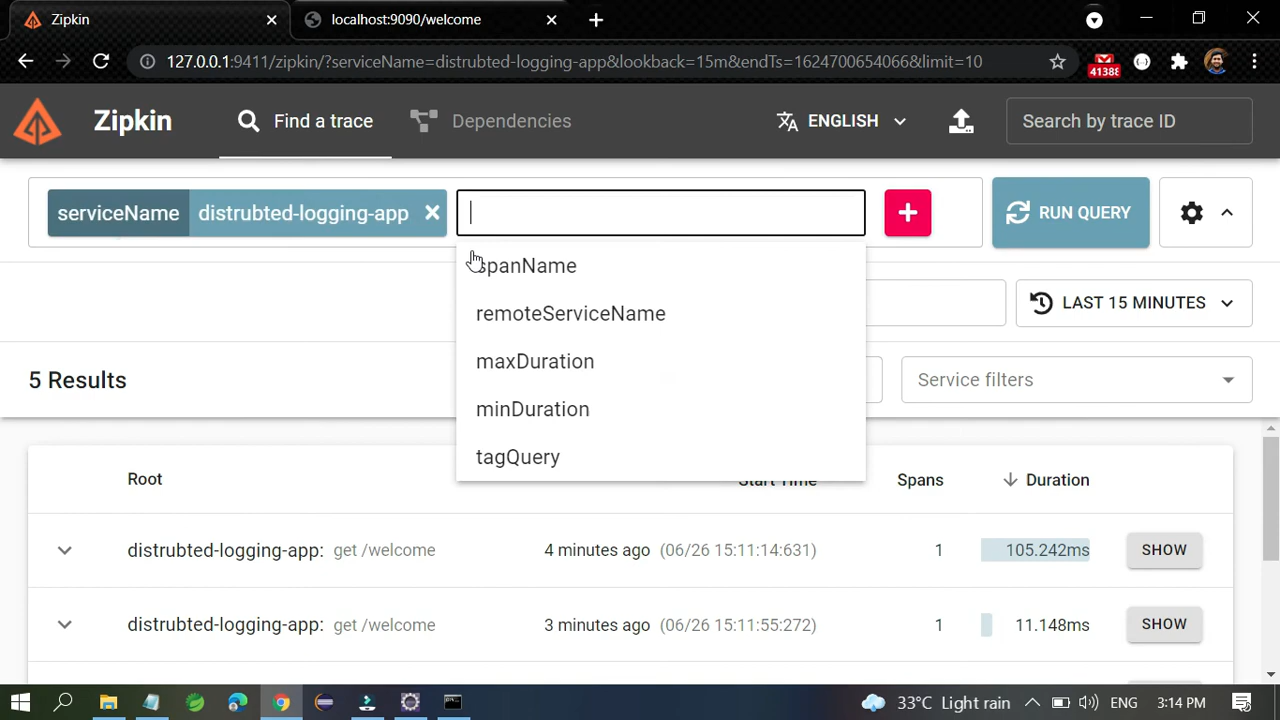 Zipkin
localhost:9090/welcome
127.0.0.1:9411/zipkin/?serviceName=distrubted-logging-app&lookback=15m&endTs=1624700654066&limit=10
41388
Zipkin
Find a trace
Dependencies
ENGLISH
Search by trace ID
serviceName distrubted-logging-app
RUN QUERY
spanName
remoteServiceName
maxDuration
minDuration
tagQuery
LAST 15 MINUTES
5 Results
Service filters
Root Start Time Spans Duration
distrubted-logging-app: get /welcome 4 minutes ago (06/26 15:11:14:631) 1 105.242ms SHOW
distrubted-logging-app: get /welcome 3 minutes ago (06/26 15:11:55:272) 1 11.148ms SHOW
33°C Light rain ENG 3:14 PM